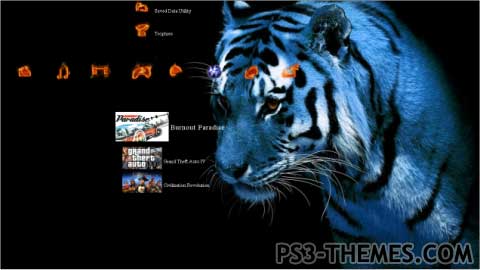 Saved Data Utility
Trophies
Paradise
Burnout Paradise
grand
theft
auto
Grand Theft Auto IV
Civilization Revolution
PS3-THEMES.COM